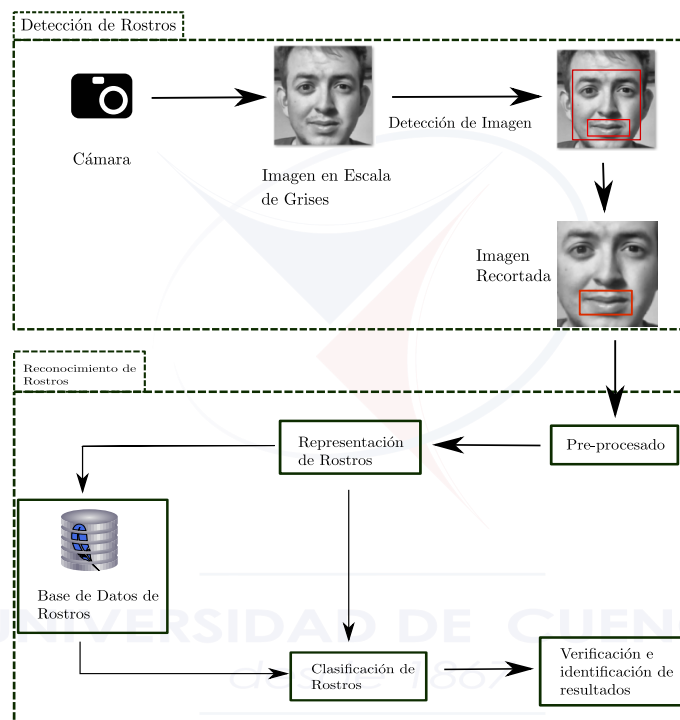 Detección de Rostros
Cámara
Imagen en Escala
de Grises
Detección de Imagen
Imagen
Recortada
Reconocimiento de
Rostros
Representación
de Rostros
Pre-procesado
Base de Datos de
Rostros
Clasificación de
Rostros
Verificación e
identificación de
resultados
UNIVERSIDAD DE CUENC
desde 1867